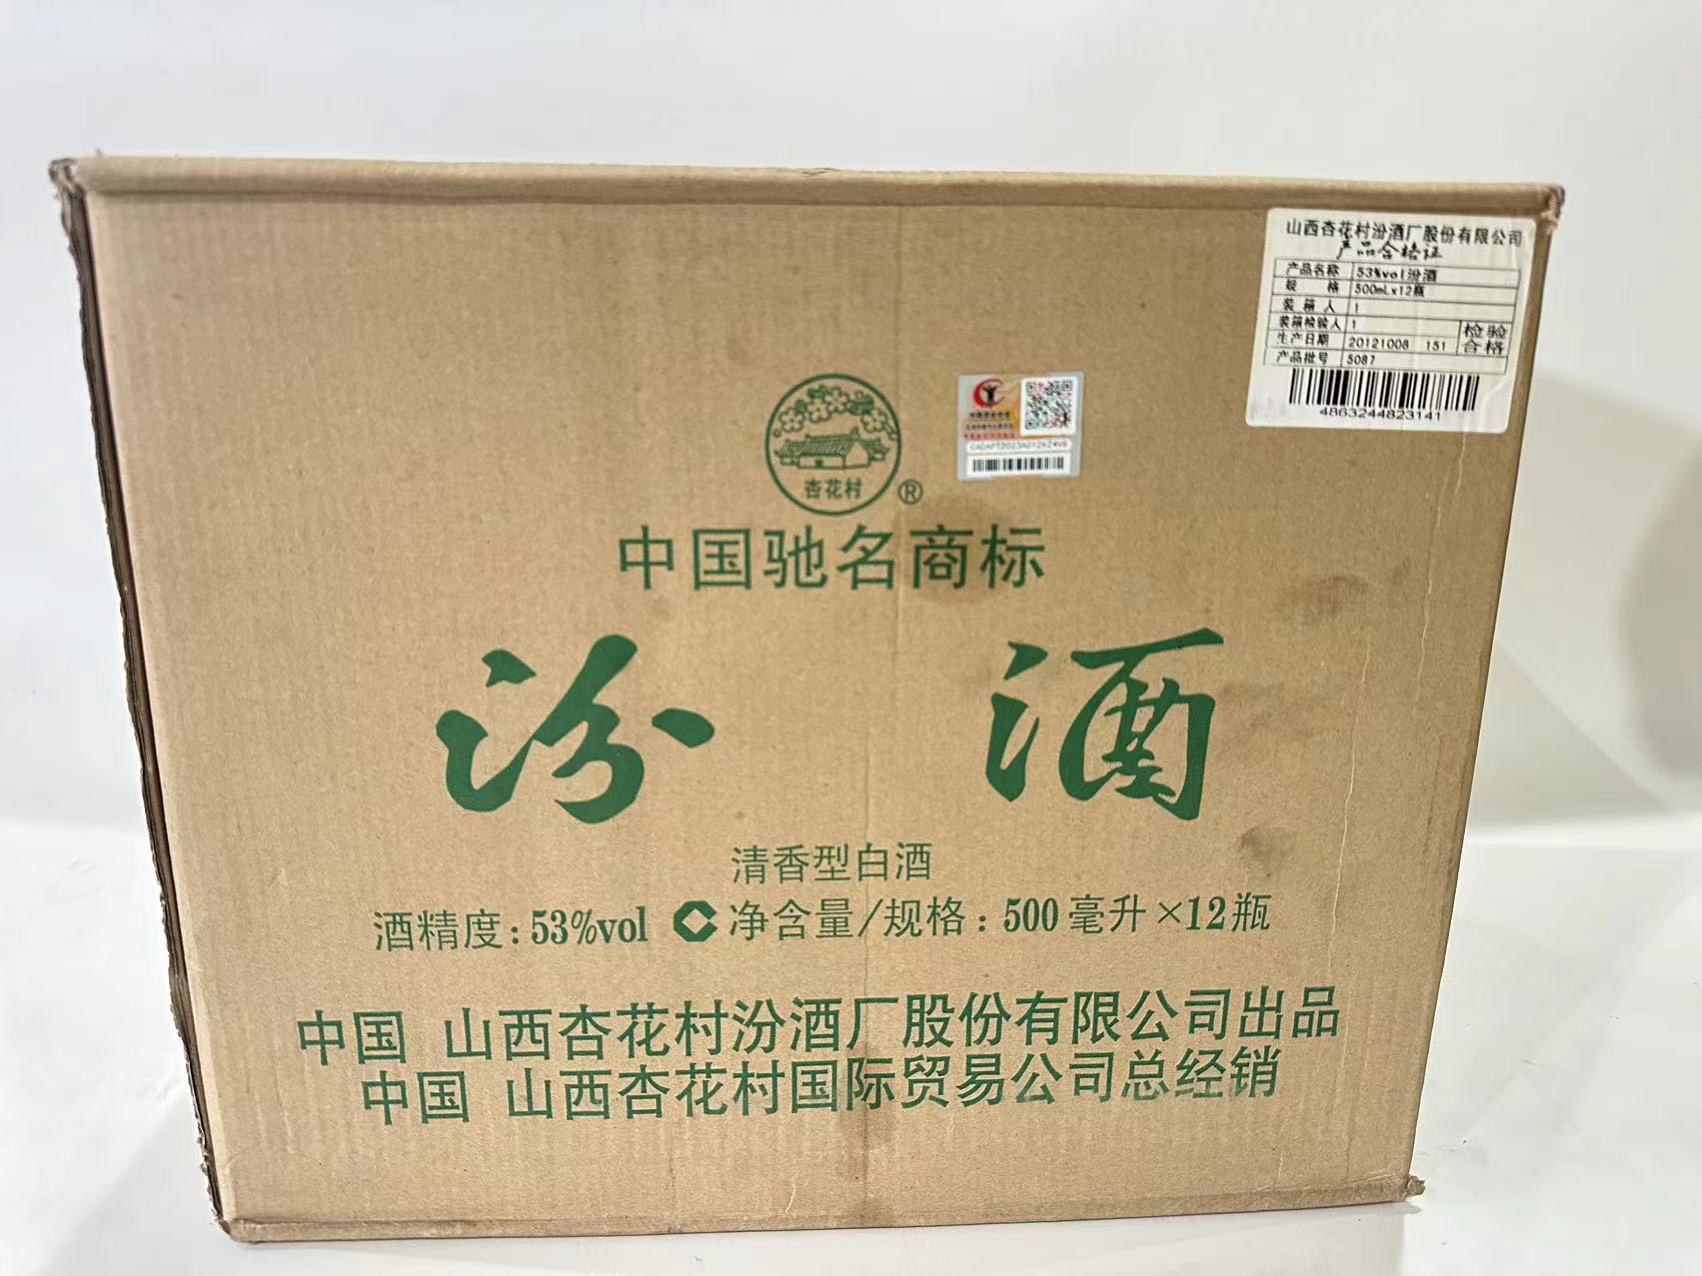 山西杏花村汾酒厂股份有限公司
产品合格证
产品名称 53%vol汾酒
规 格 500mLx12瓶
装 箱 人 1
装箱检验人 1
生产日期 20121008 151
产品批号 5087
检验
合格
4863244823141
杏花村
®
中国驰名商标
汾 酒
清香型白酒
酒精度:53%vol 净含量/规格:500毫升×12瓶
中国 山西杏花村汾酒厂股份有限公司出品
中国 山西杏花村国际贸易公司总经销